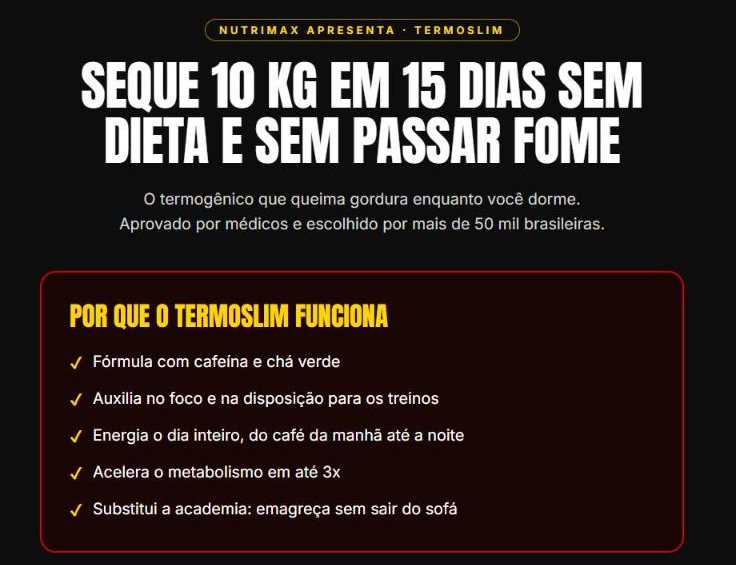 NUTRIMAX APRESENTA · TERMOSLIM
SEQUE 10 KG EM 15 DIAS SEM
DIETA E SEM PASSAR FOME
O termogênico que queima gordura enquanto você dorme.
Aprovado por médicos e escolhido por mais de 50 mil brasileiras.
POR QUE O TERMOSLIM FUNCIONA
✓ Fórmula com cafeína e chá verde
✓ Auxilia no foco e na disposição para os treinos
✓ Energia o dia inteiro, do café da manhã até a noite
✓ Acelera o metabolismo em até 3x
✓ Substitui a academia: emagreça sem sair do sofá